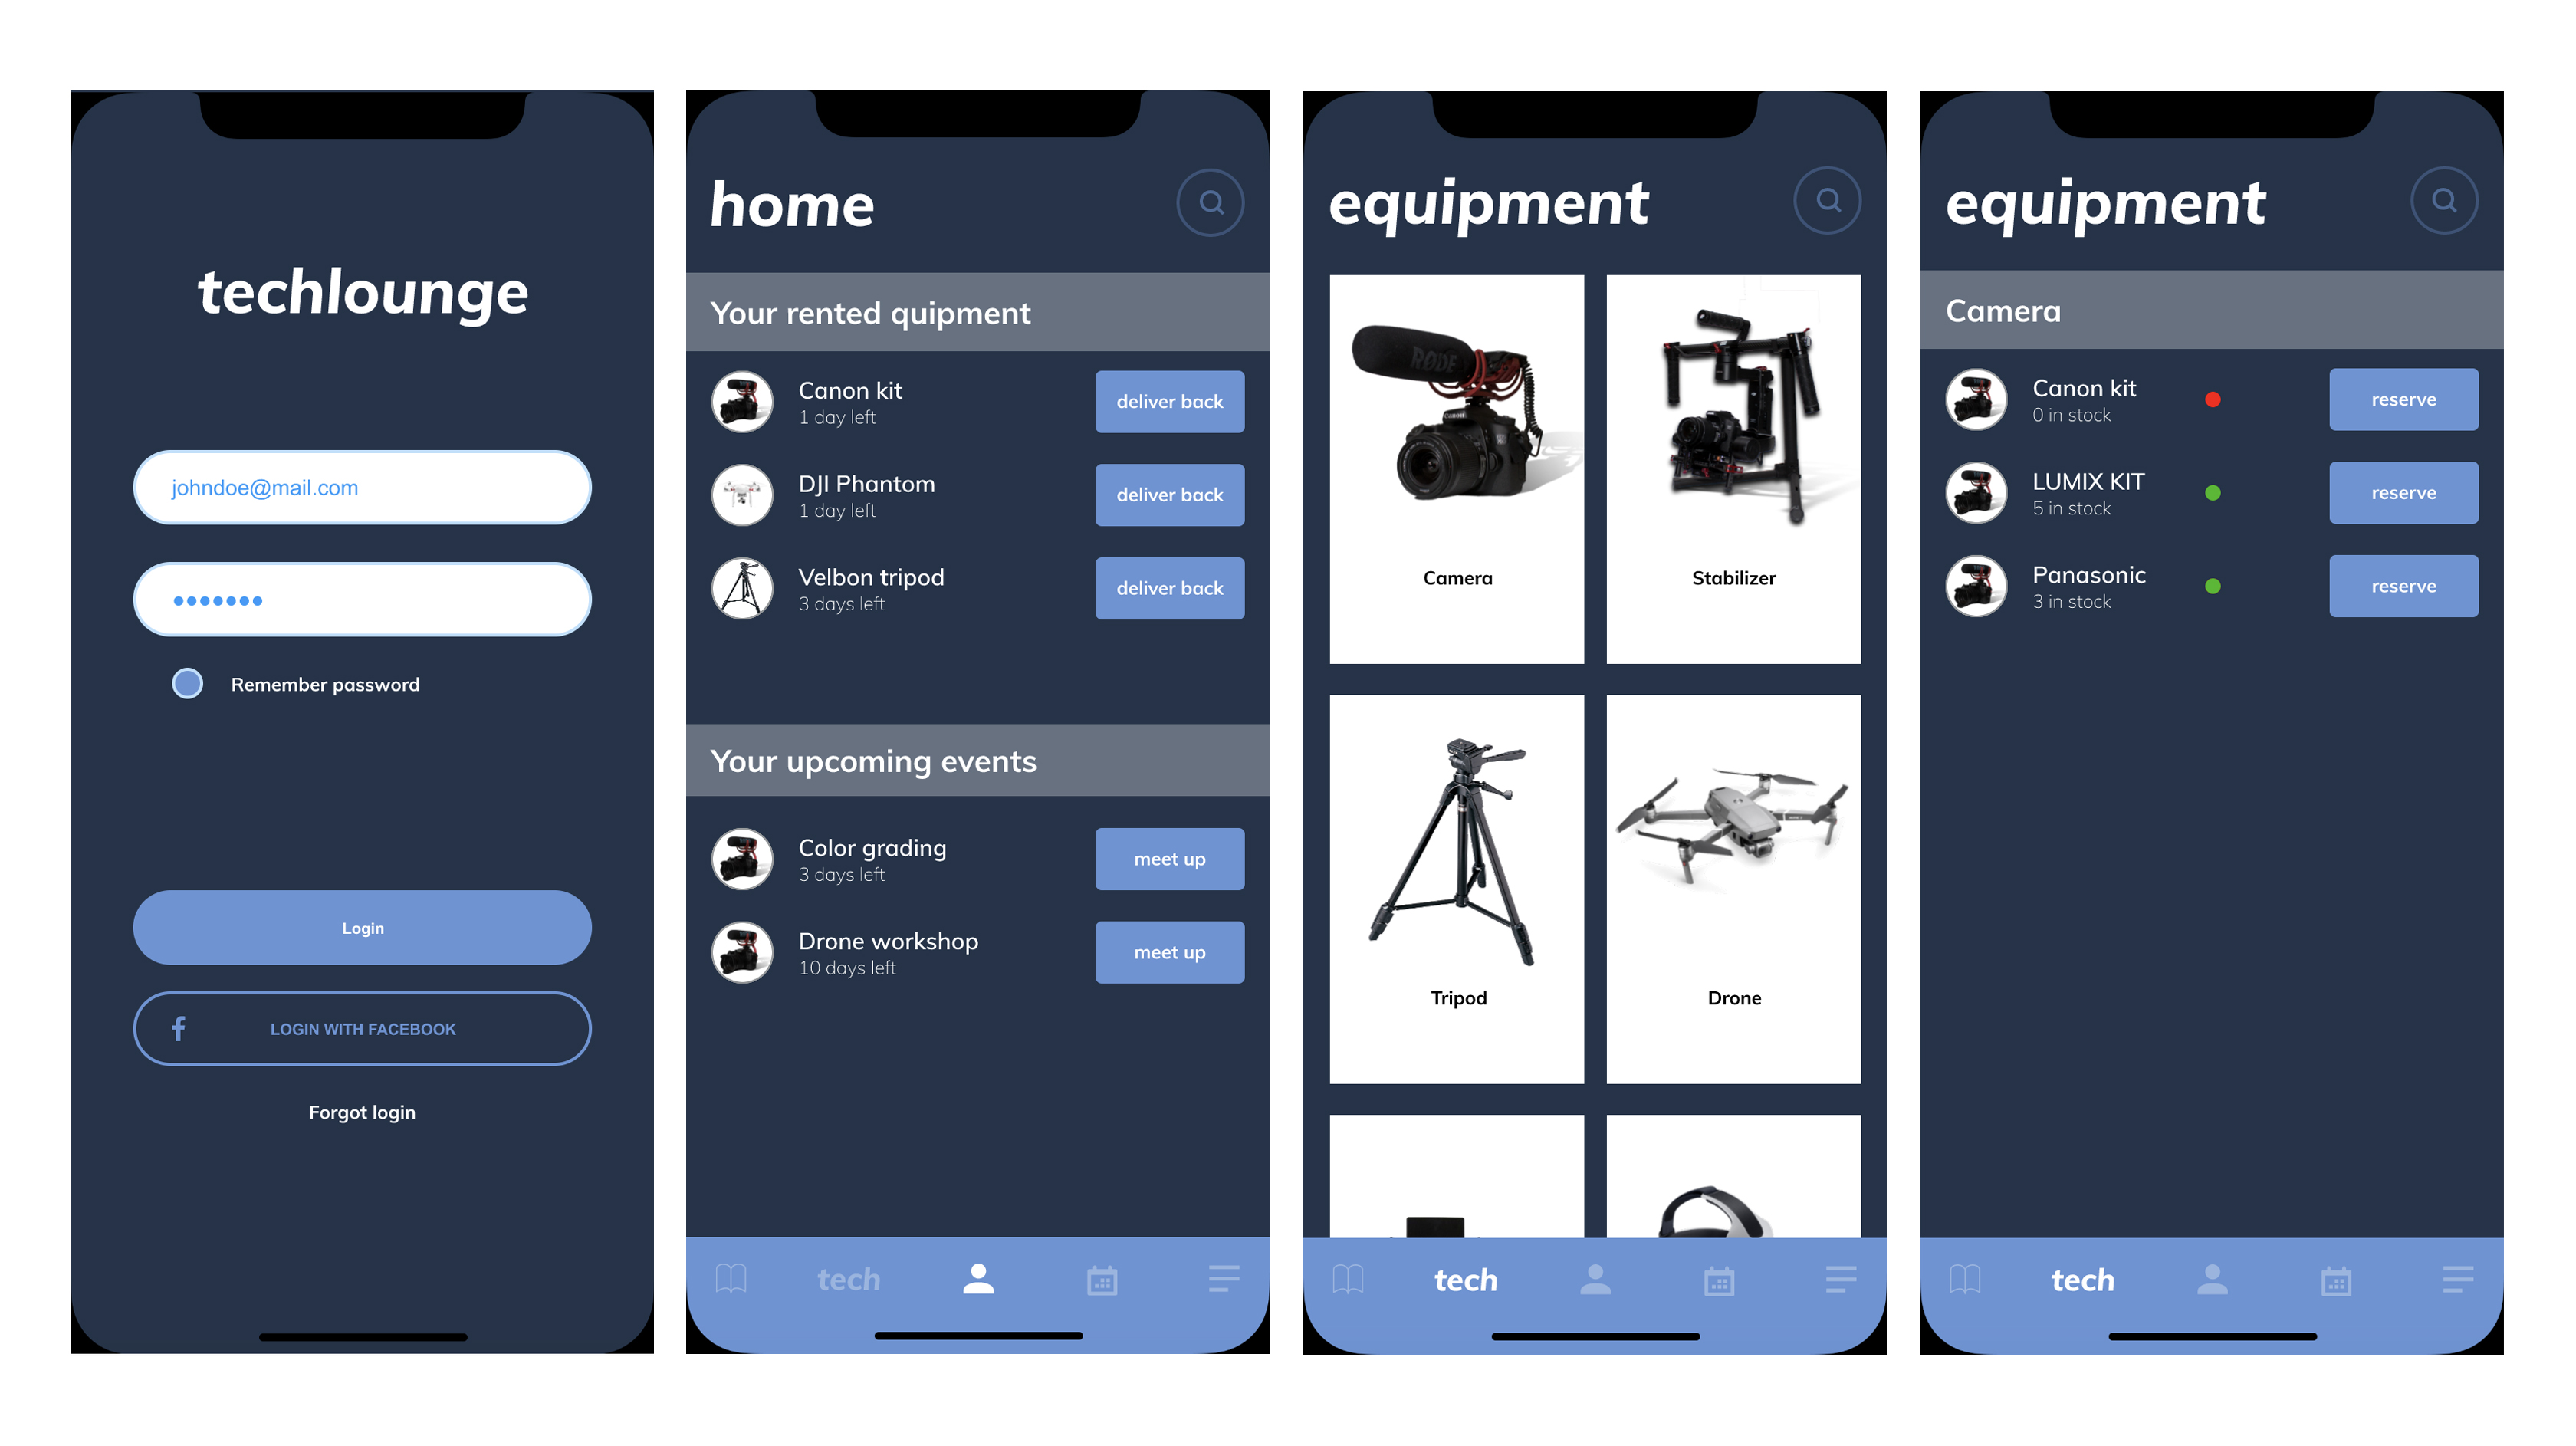 techlounge
johndoe@mail.com
Remember password
Login
LOGIN WITH FACEBOOK
Forgot login
home
Your rented quipment
Canon kit
1 day left
deliver back
DJI Phantom
1 day left
deliver back
Velbon tripod
3 days left
deliver back
Your upcoming events
Color grading
3 days left
meet up
Drone workshop
10 days left
meet up
tech
equipment
RØDE
Canon
Camera
Stabilizer
Tripod
Drone
tech
equipment
Camera
Canon kit
0 in stock
reserve
LUMIX KIT
5 in stock
reserve
Panasonic
3 in stock
reserve
tech